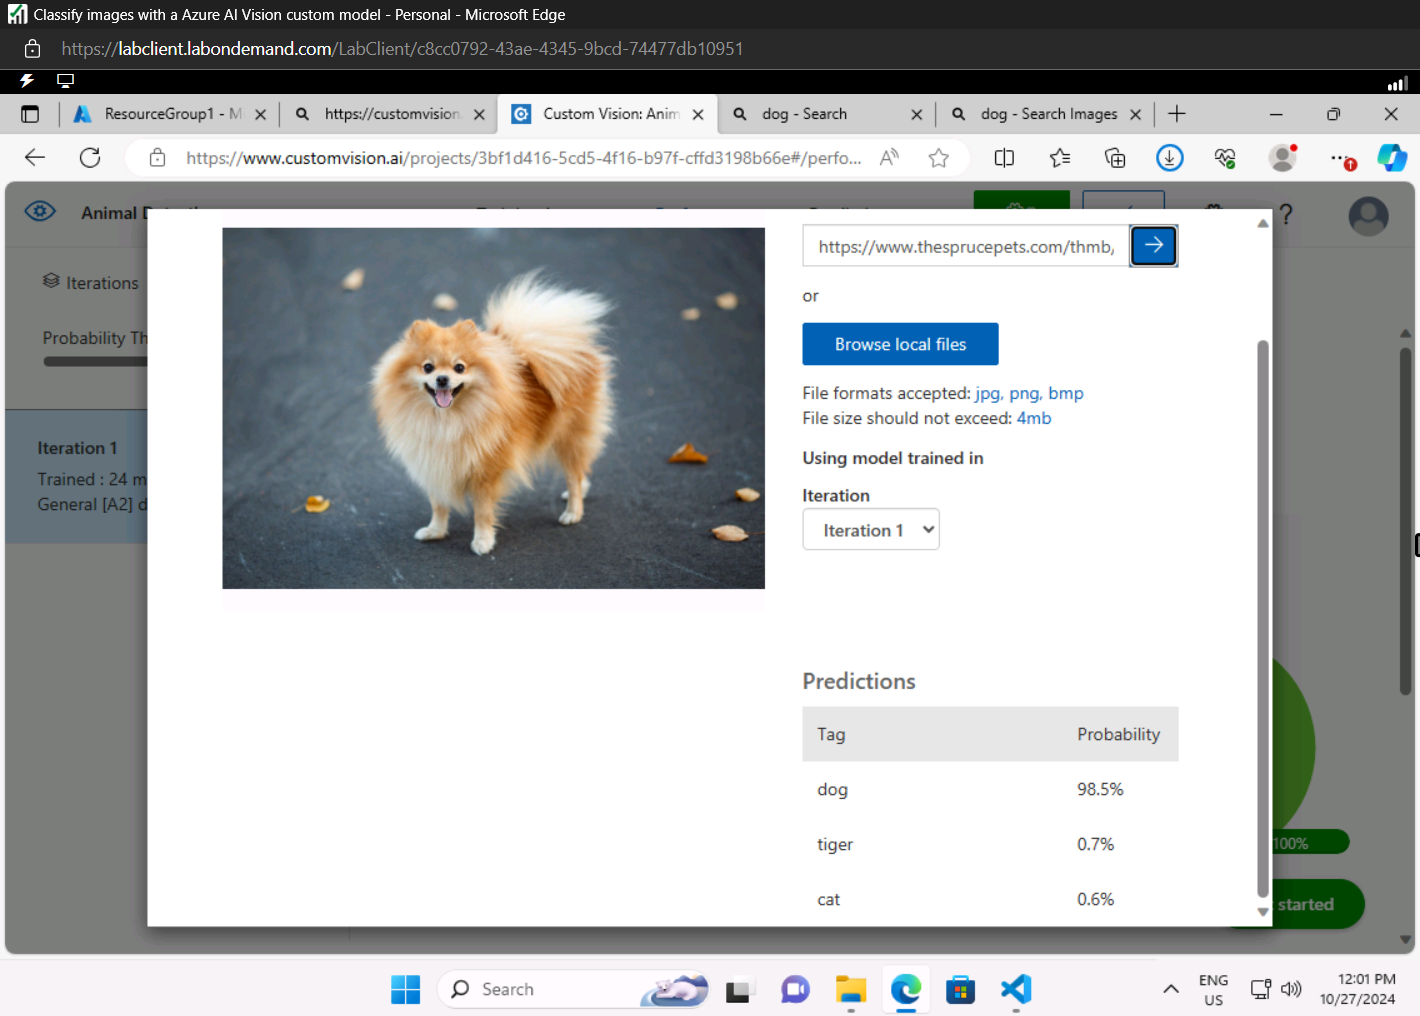 Classify images with a Azure AI Vision custom model - Personal - Microsoft Edge
https://labclient.labondemand.com/LabClient/c8cc0792-43ae-4345-9bcd-74477db10951
ResourceGroup1 - M
https://customvision.
Custom Vision: Anim
dog - Search
dog - Search Images
https://www.customvision.ai/projects/3bf1d416-5cd5-4f16-b97f-cffd3198b66e#/perfo...
Animal
?
https://www.thesprucepets.com/thmb/
Iterations
or
Probability Th
Browse local files
File formats accepted: jpg, png, bmp
File size should not exceed: 4mb
Iteration 1
Using model trained in
Trained : 24 m
Iteration
General [A2] d
Iteration 1
Predictions
Tag Probability
dog 98.5%
tiger 0.7%
100%
cat 0.6%
started
Search
ENG
US
12:01 PM
10/27/2024